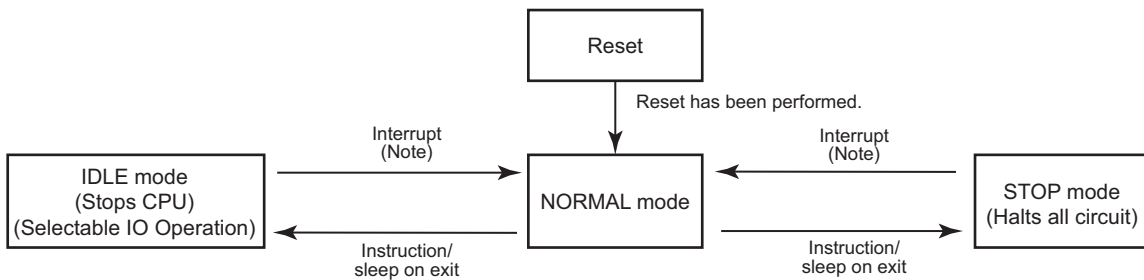 Reset
Reset has been performed.
Interrupt
(Note)
Interrupt
(Note)
IDLE mode
(Stops CPU)
(Selectable IO Operation)
NORMAL mode
STOP mode
(Halts all circuit)
Instruction/
sleep on exit
Instruction/
sleep on exit